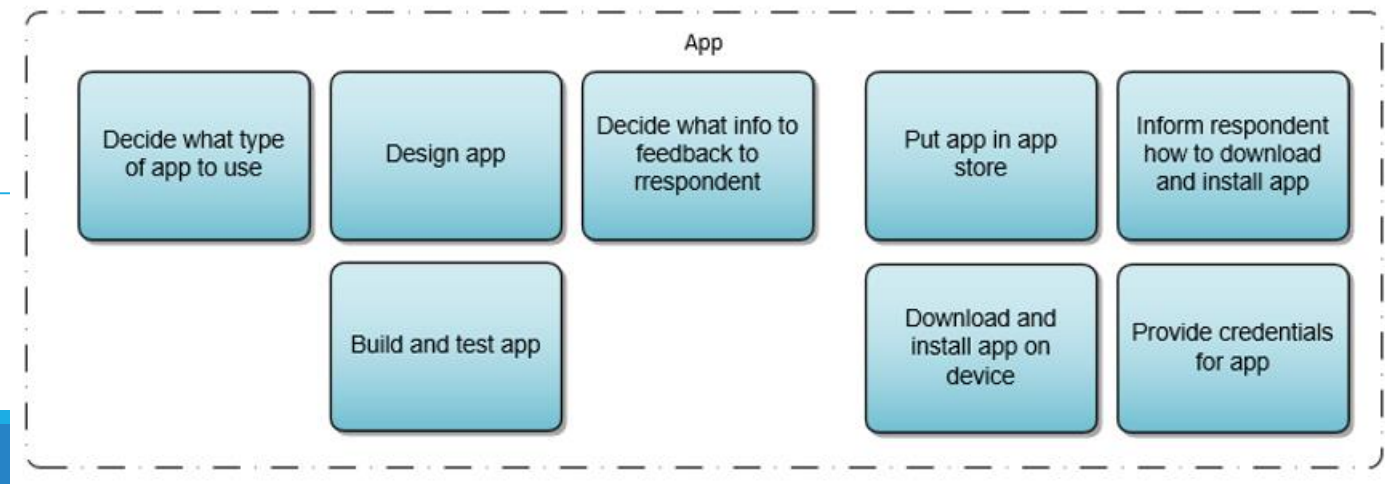 App
Decide what type
of app to use
Design app
Decide what info to
feedback to
rrespondent
Put app in app
store
Inform respondent
how to download
and install app
Build and test app
Download and
install app on
device
Provide credentials
for app